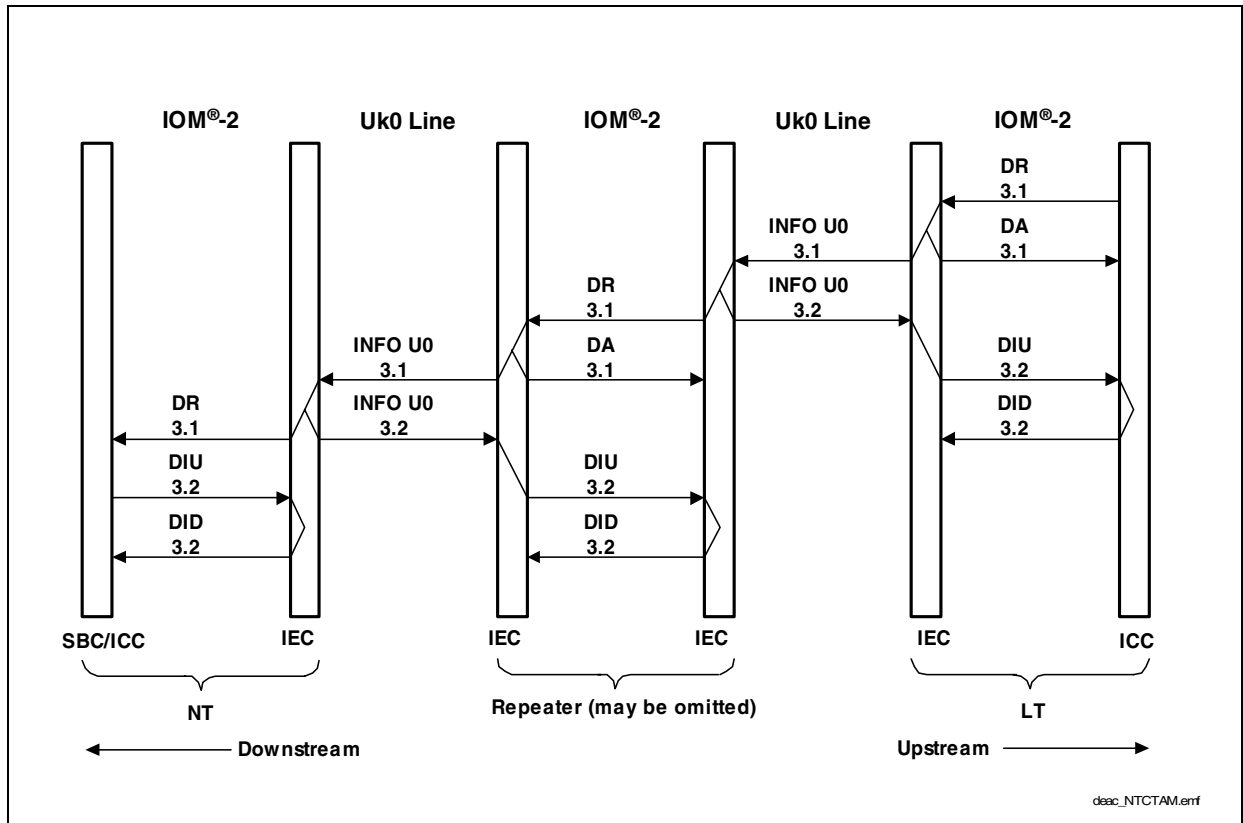 IOM®-2 Uk0 Line IOM®-2 Uk0 Line IOM®-2
DR
3.1
INFO U0 DA
3.1 3.1
DR INFO U0
3.1 3.2
INFO U0 DA DIU
3.1 3.1 3.2
DR INFO U0 DID
3.1 3.2 3.2
DIU DIU
3.2 3.2
DID DID
3.2 3.2
SBC/ICC IEC IEC IEC IEC ICC
NT Repeater (may be omitted) LT
Downstream Upstream
deac_NTCTAM.emf